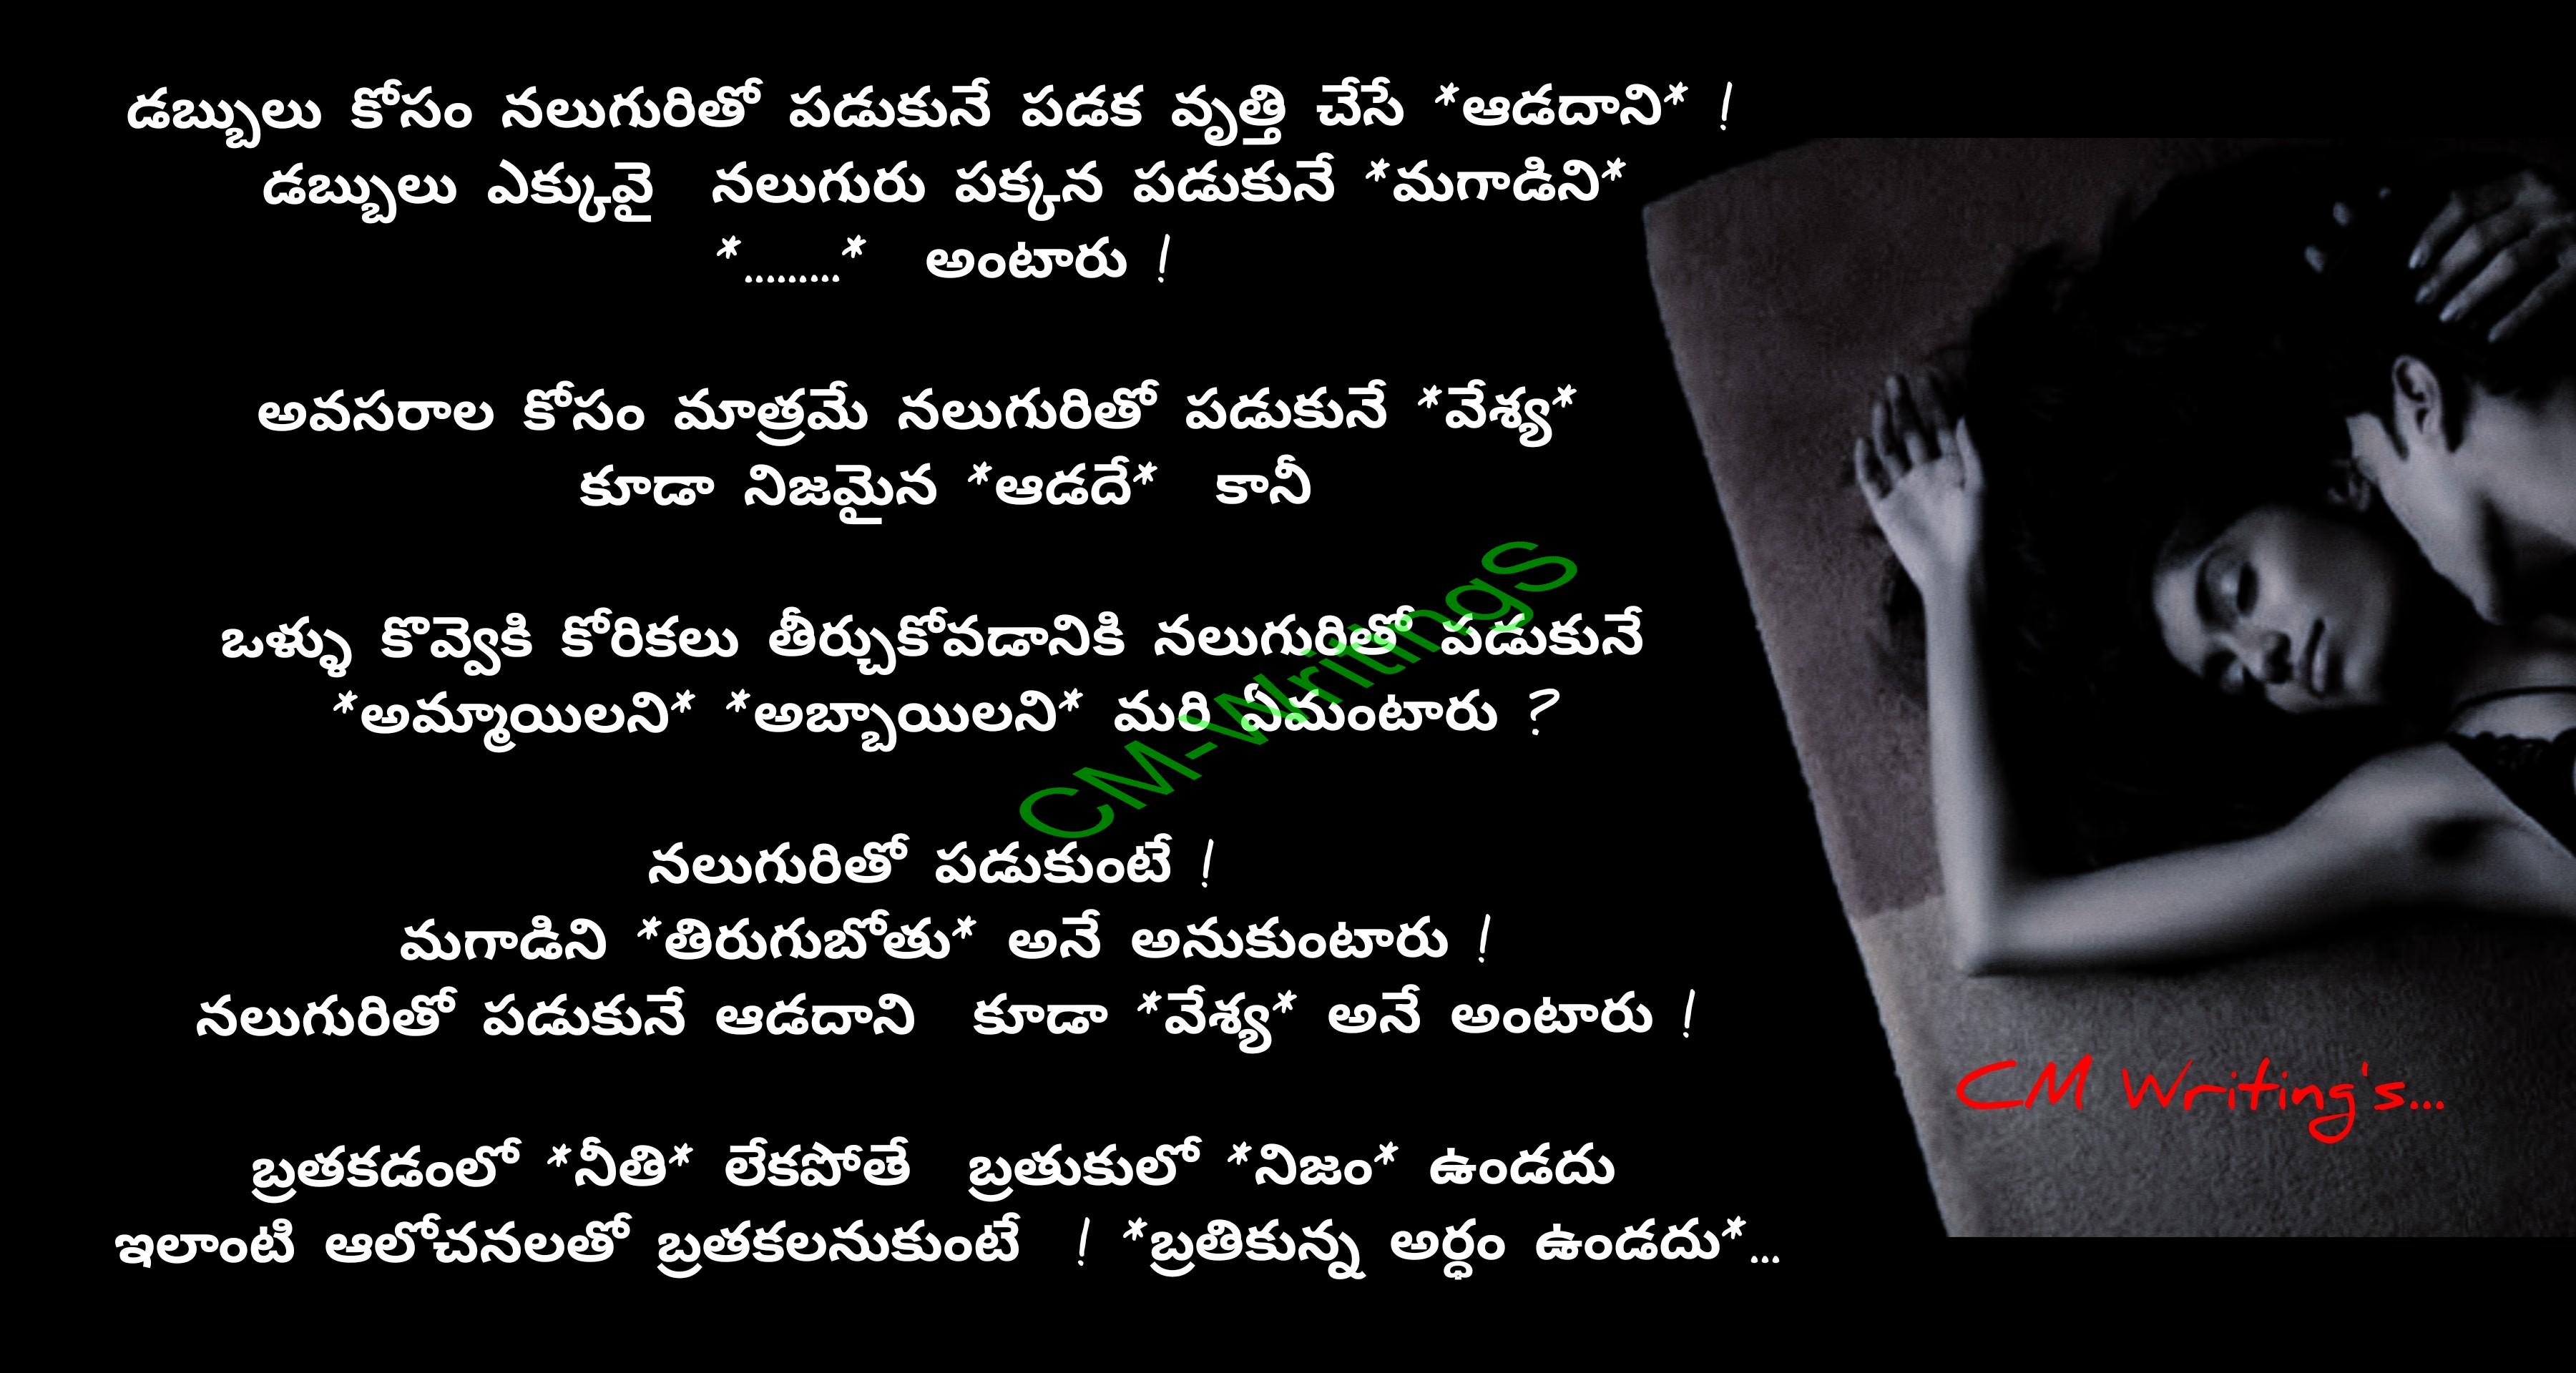 డబ్బులు కోసం నలుగురితో పడుకునే పడక వృత్తి చేసే *ఆడదాని* !
డబ్బులు ఎక్కువై నలుగురు పక్కన పడుకునే *మగాడిని*
*.........* అంటారు !
అవసరాల కోసం మాత్రమే నలుగురితో పడుకునే *వేశ్య*
కూడా నిజమైన *ఆడదే* కానీ
ఒళ్ళు కొవ్వెకి కోరికలు తీర్చుకోవడానికి నలుగురితో పడుకునే
*అమ్మాయిలని* *అబ్బాయిలని* మరి ఏమంటారు ?
CM-WritingS
నలుగురితో పడుకుంటే !
మగాడిని *తిరుగుబోతు* అనే అనుకుంటారు !
నలుగురితో పడుకునే ఆడదాని కూడా *వేశ్య* అనే అంటారు !
CM Writing's...
బ్రతకడంలో *నీతి* లేకపోతే బ్రతుకులో *నిజం* ఉండదు
ఇలాంటి ఆలోచనలతో బ్రతకలనుకుంటే ! *బ్రతికున్న అర్ధం ఉండదు*...